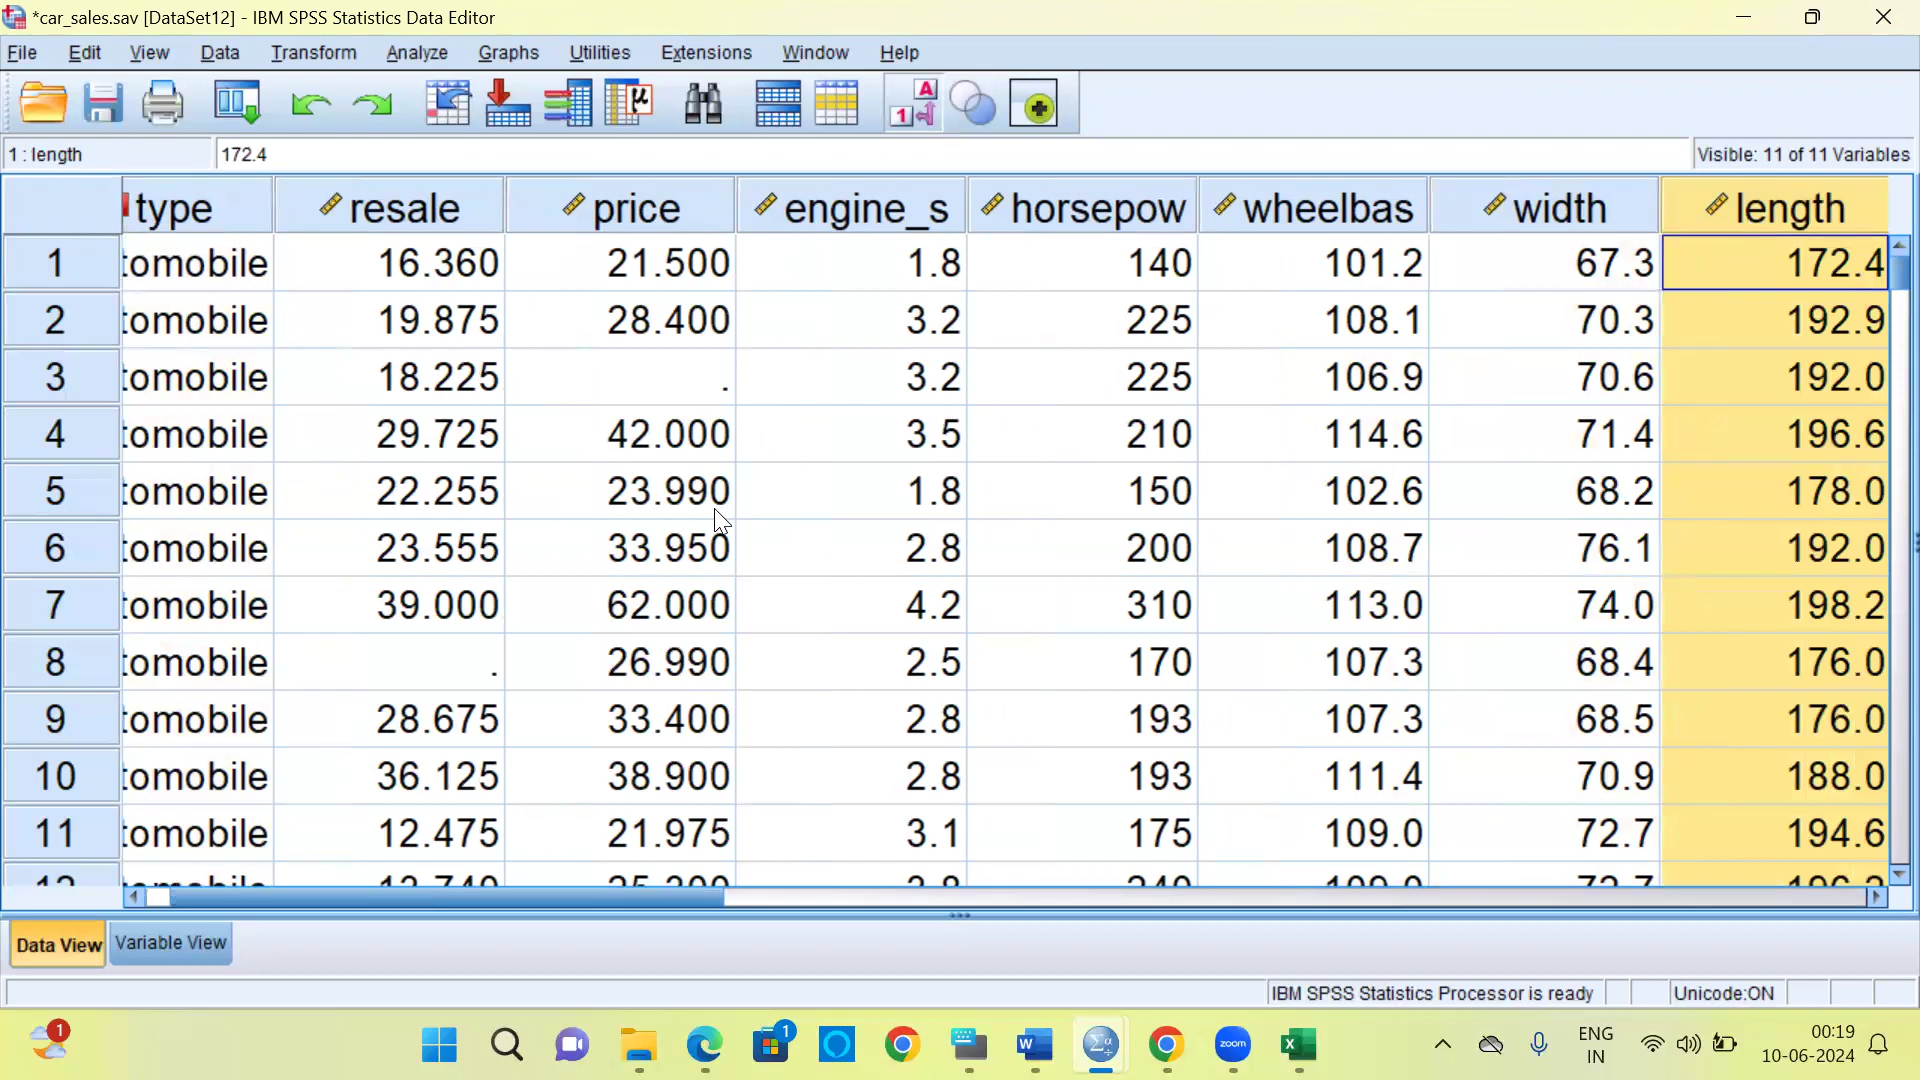 *car_sales.sav [DataSet12] - IBM SPSS Statistics Data Editor
File Edit View Data Transform Analyze Graphs Utilities Extensions Window Help
1 : length 172.4 Visible: 11 of 11 Variables
type resale price engine_s horsepow wheelbas width length
1 tomobile 16.360 21.500 1.8 140 101.2 67.3 172.4
2 tomobile 19.875 28.400 3.2 225 108.1 70.3 192.9
3 tomobile 18.225 . 3.2 225 106.9 70.6 192.0
4 tomobile 29.725 42.000 3.5 210 114.6 71.4 196.6
5 tomobile 22.255 23.990 1.8 150 102.6 68.2 178.0
6 tomobile 23.555 33.950 2.8 200 108.7 76.1 192.0
7 tomobile 39.000 62.000 4.2 310 113.0 74.0 198.2
8 tomobile . 26.990 2.5 170 107.3 68.4 176.0
9 tomobile 28.675 33.400 2.8 193 107.3 68.5 176.0
10 tomobile 36.125 38.900 2.8 193 111.4 70.9 188.0
11 tomobile 12.475 21.975 3.1 175 109.0 72.7 194.6
Data View Variable View
IBM SPSS Statistics Processor is ready Unicode:ON
1 1 zoom ENG IN 00:19 10-06-2024